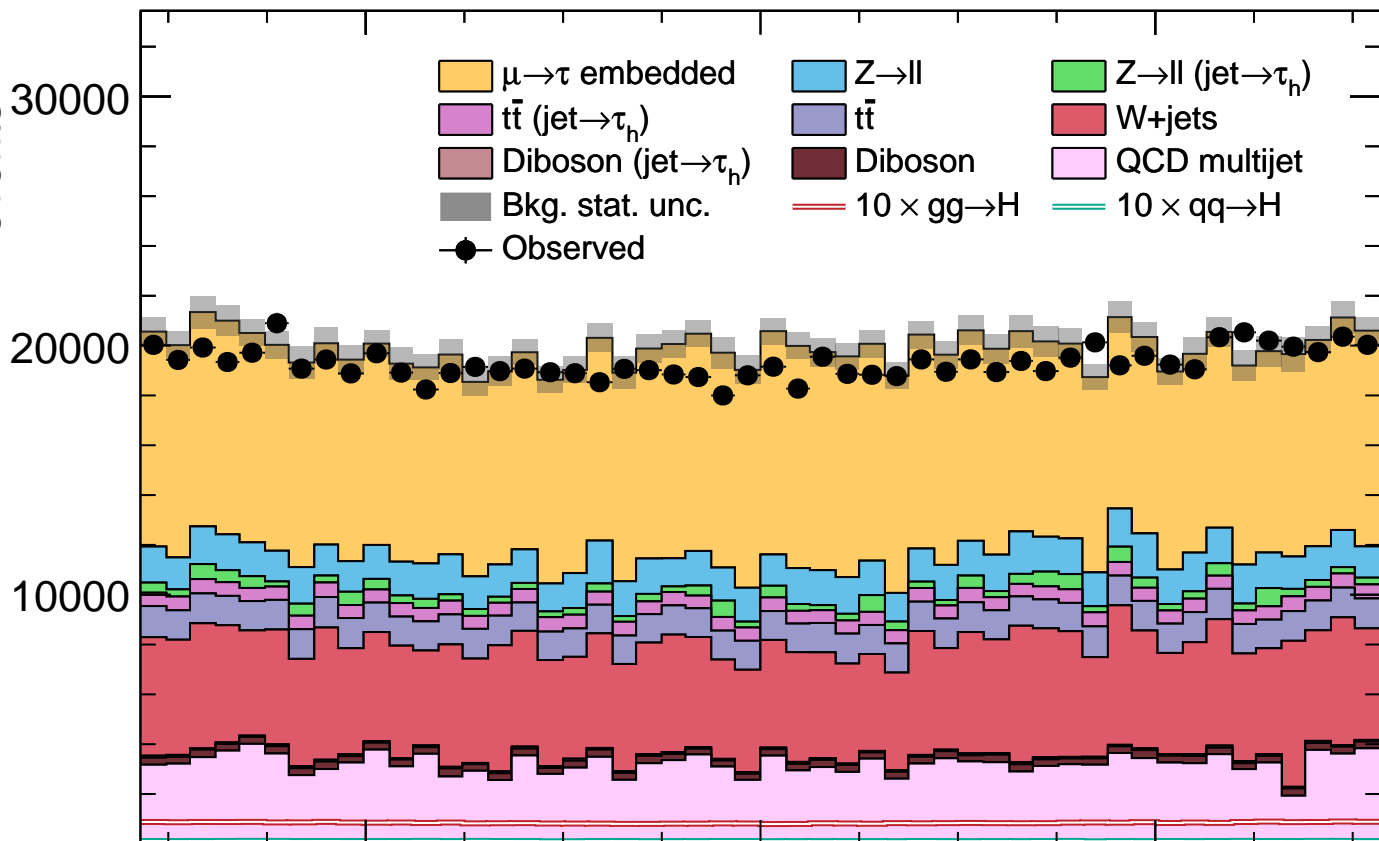 30000
20000
10000
μ→τ embedded Z→ll Z→ll (jet→τh)
tt̄ (jet→τh) tt̄ W+jets
Diboson (jet→τh) Diboson QCD multijet
Bkg. stat. unc. 10 × gg→H 10 × qq→H
Observed